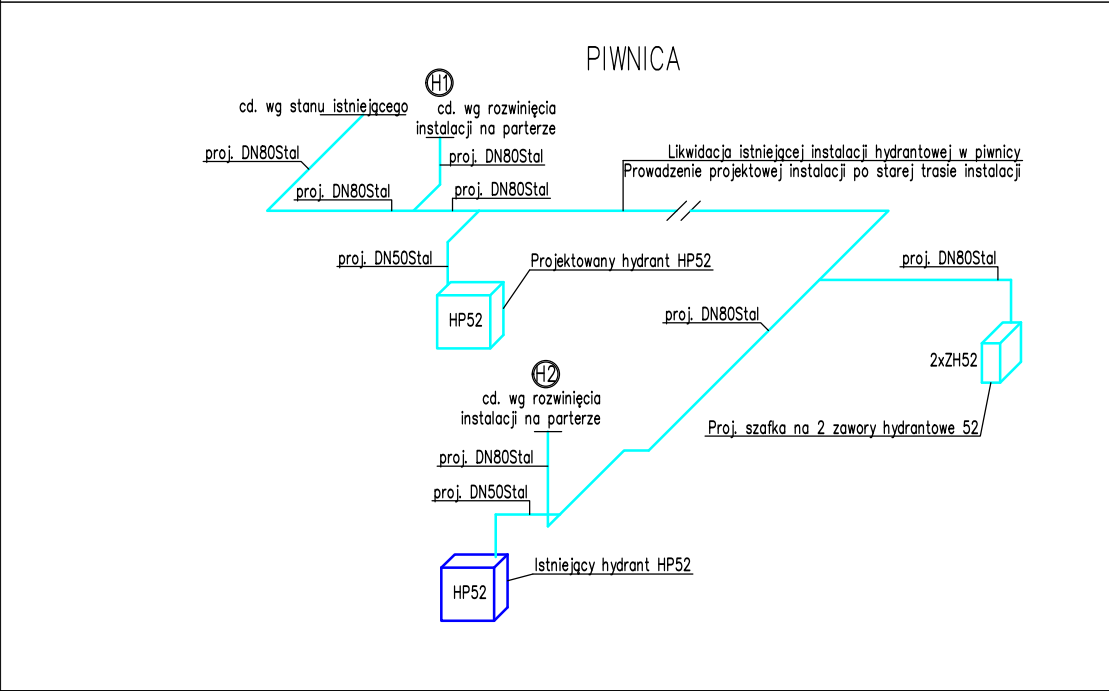 PIWNICA
H1
cd. wg stanu istniejącego
cd. wg rozwinięcia
instalacji na parterze
proj. DN80Stal
proj. DN80Stal
proj. DN80Stal
proj. DN80Stal
Likwidacja istniejącej instalacji hydrantowej w piwnicy
Prowadzenie projektowej instalacji po starej trasie instalacji
proj. DN50Stal
Projektowany hydrant HP52
proj. DN80Stal
HP52
proj. DN80Stal
2xZH52
H2
cd. wg rozwinięcia
instalacji na parterze
Proj. szafka na 2 zawory hydrantowe 52
proj. DN80Stal
proj. DN50Stal
Istniejący hydrant HP52
HP52